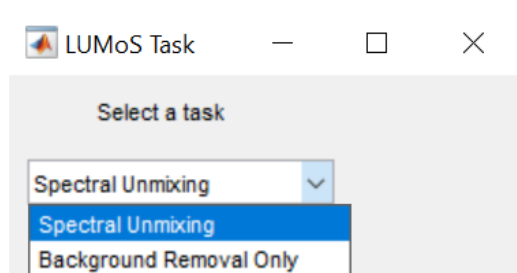 LUMoS Task
Select a task
Spectral Unmixing
Spectral Unmixing
Background Removal Only